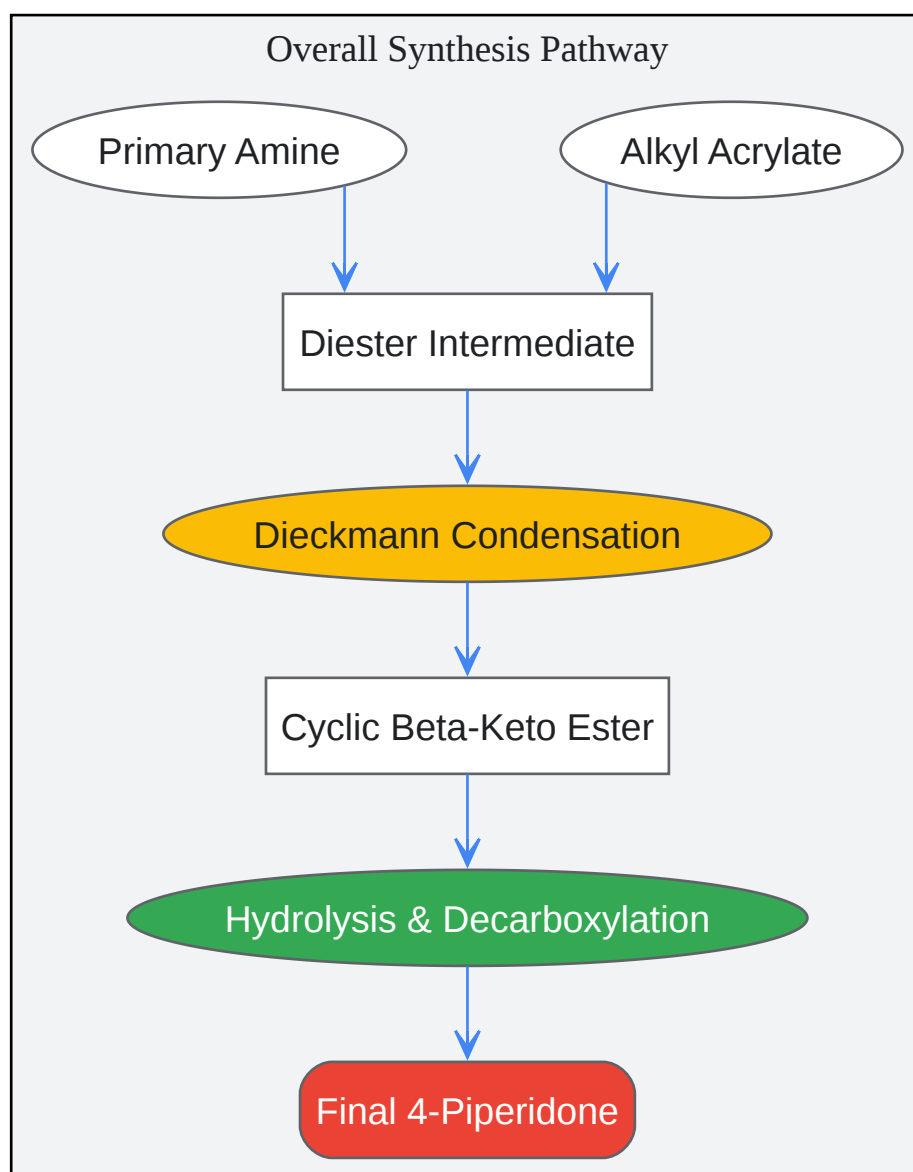 Overall Synthesis Pathway
Primary Amine
Alkyl Acrylate
Diester Intermediate
Dieckmann Condensation
Cyclic Beta-Keto Ester
Hydrolysis & Decarboxylation
Final 4-Piperidone